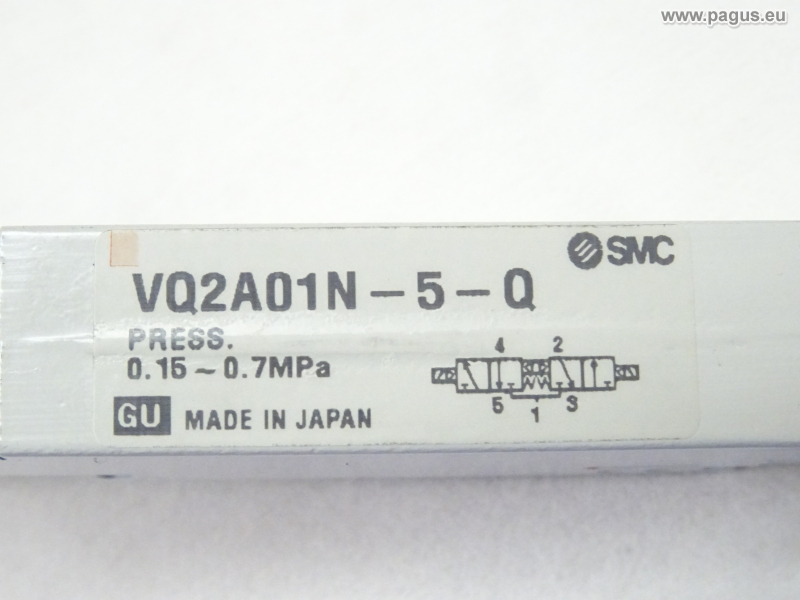 www.pagus.eu
SMC
VQ2A01N-5-Q
PRESS.
0.15~0.7MPa
4 2
5 1 3
GU MADE IN JAPAN